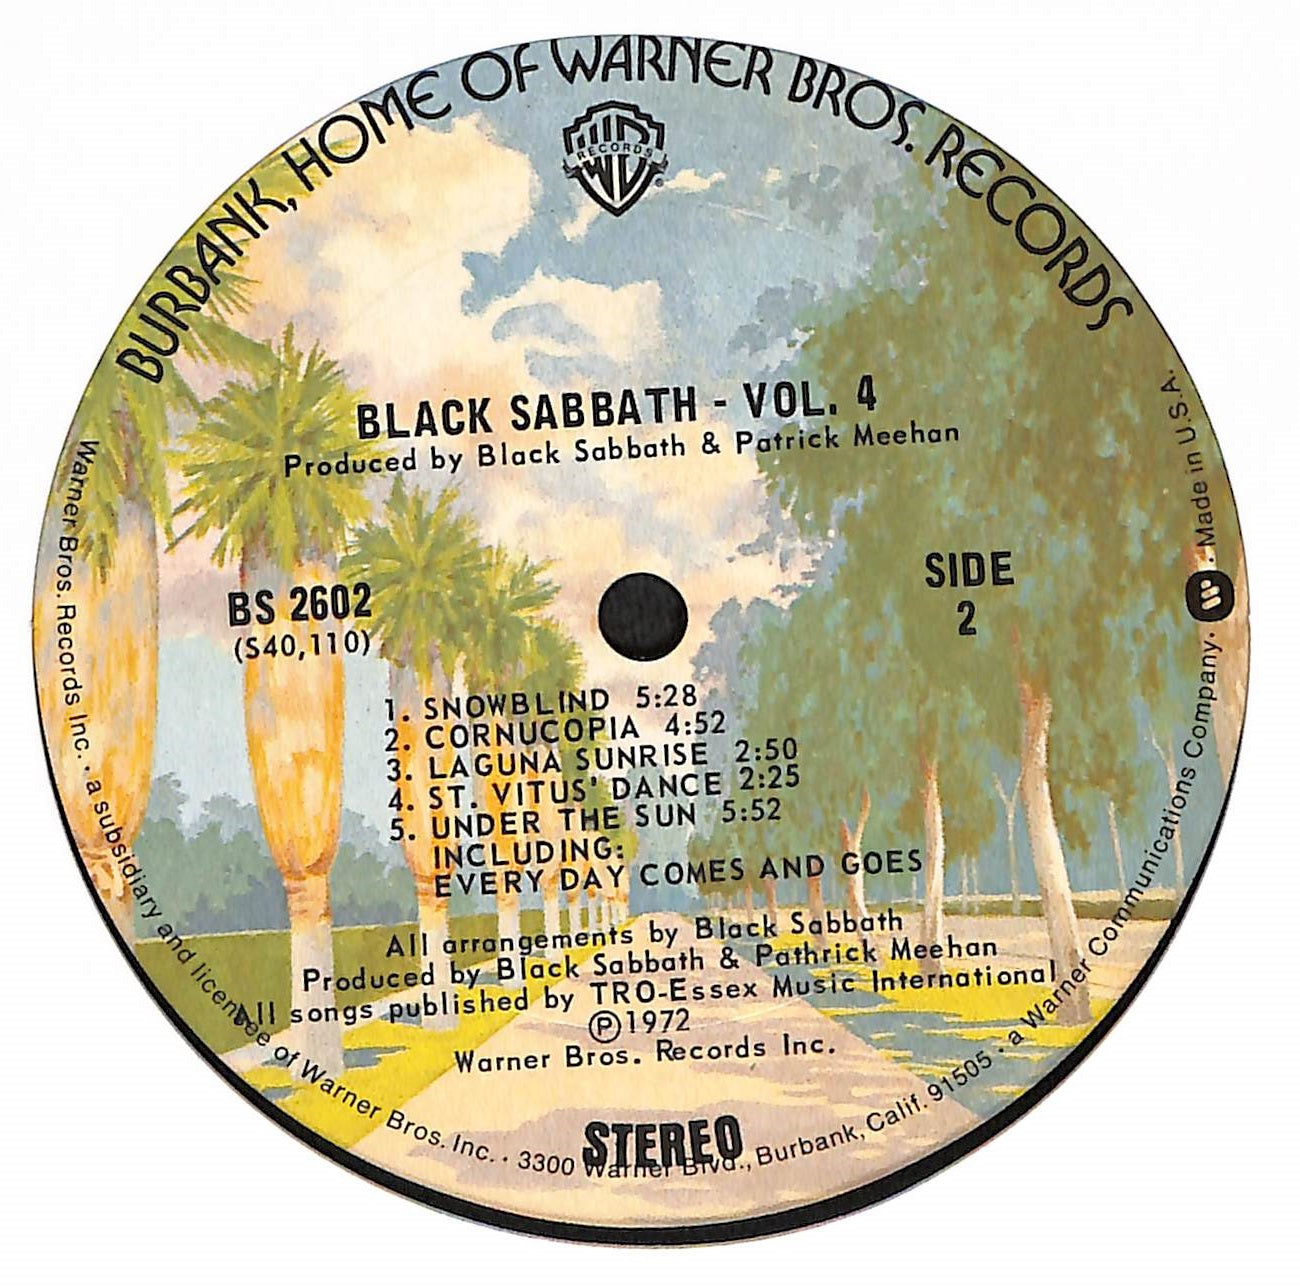 BURBANK, HOME OF WARNER BROS. RECORDS
RECORDS
BLACK SABBATH - VOL. 4
Produced by Black Sabbath & Patrick Meehan
BS 2602
(S40,110)
SIDE
2
1. SNOWBLIND 5:28
2. CORNUCOPIA 4:52
3. LAGUNA SUNRISE 2:50
4. ST. VITUS' DANCE 2:25
5. UNDER THE SUN 5:52
INCLUDING:
EVERY DAY COMES AND GOES
All arrangements by Black Sabbath
Produced by Black Sabbath & Pathrick Meehan
All songs published by TRO-Essex Music International
Ⓟ1972
Warner Bros. Records Inc.
STEREO
Warner Bros. Records Inc. · a subsidiary and licensee of Warner Bros. Inc. · 3300 Warner Blvd., Burbank, Calif. 91505 · a Warner Communications Company. · Made in U.S.A.